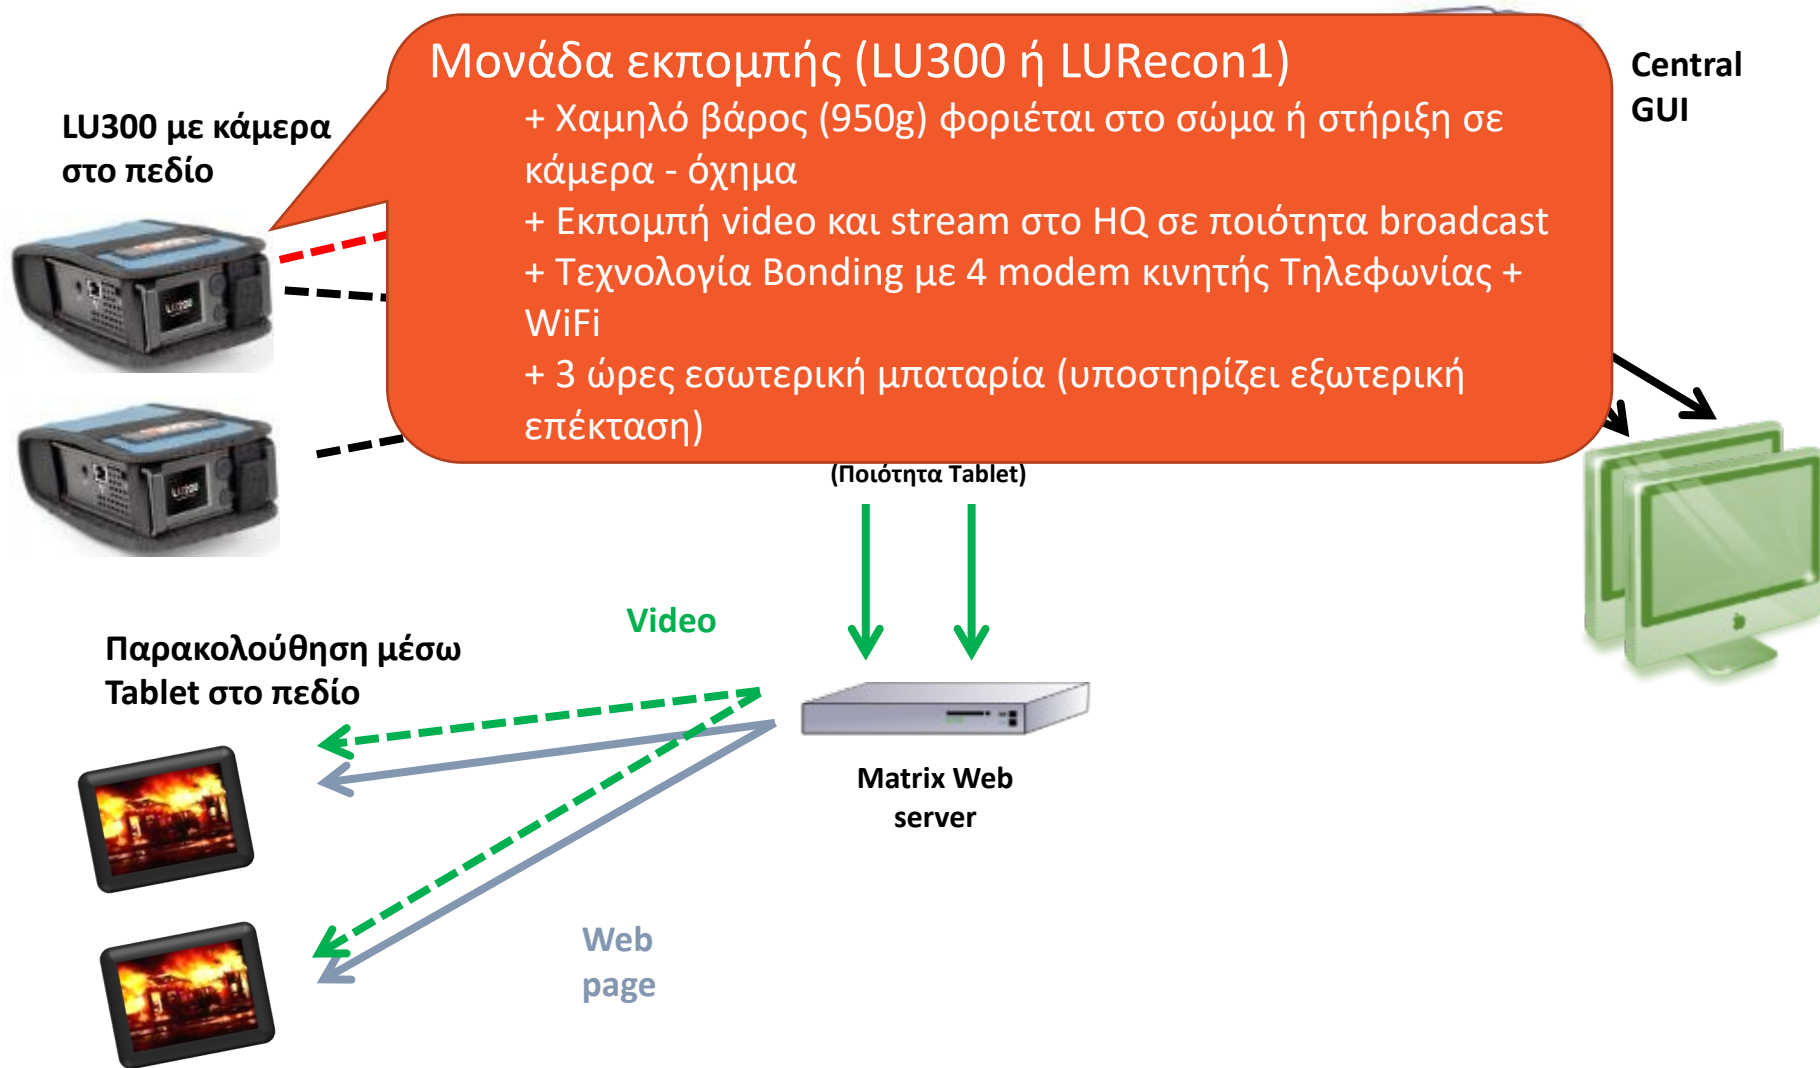 Μονάδα εκπομπής (LU300 ή LURecon1)
+ Χαμηλό βάρος (950g) φοριέται στο σώμα ή στήριξη σε
κάμερα - όχημα
+ Εκπομπή video και stream στο HQ σε ποιότητα broadcast
+ Τεχνολογία Bonding με 4 modem κινητής Τηλεφωνίας +
WiFi
+ 3 ώρες εσωτερική μπαταρία (υποστηρίζει εξωτερική
επέκταση)
Central
GUI
LU300 με κάμερα
στο πεδίο
LU300
LU300
(Ποιότητα Tablet)
Video
Παρακολούθηση μέσω
Tablet στο πεδίο
Matrix Web
server
Web
page